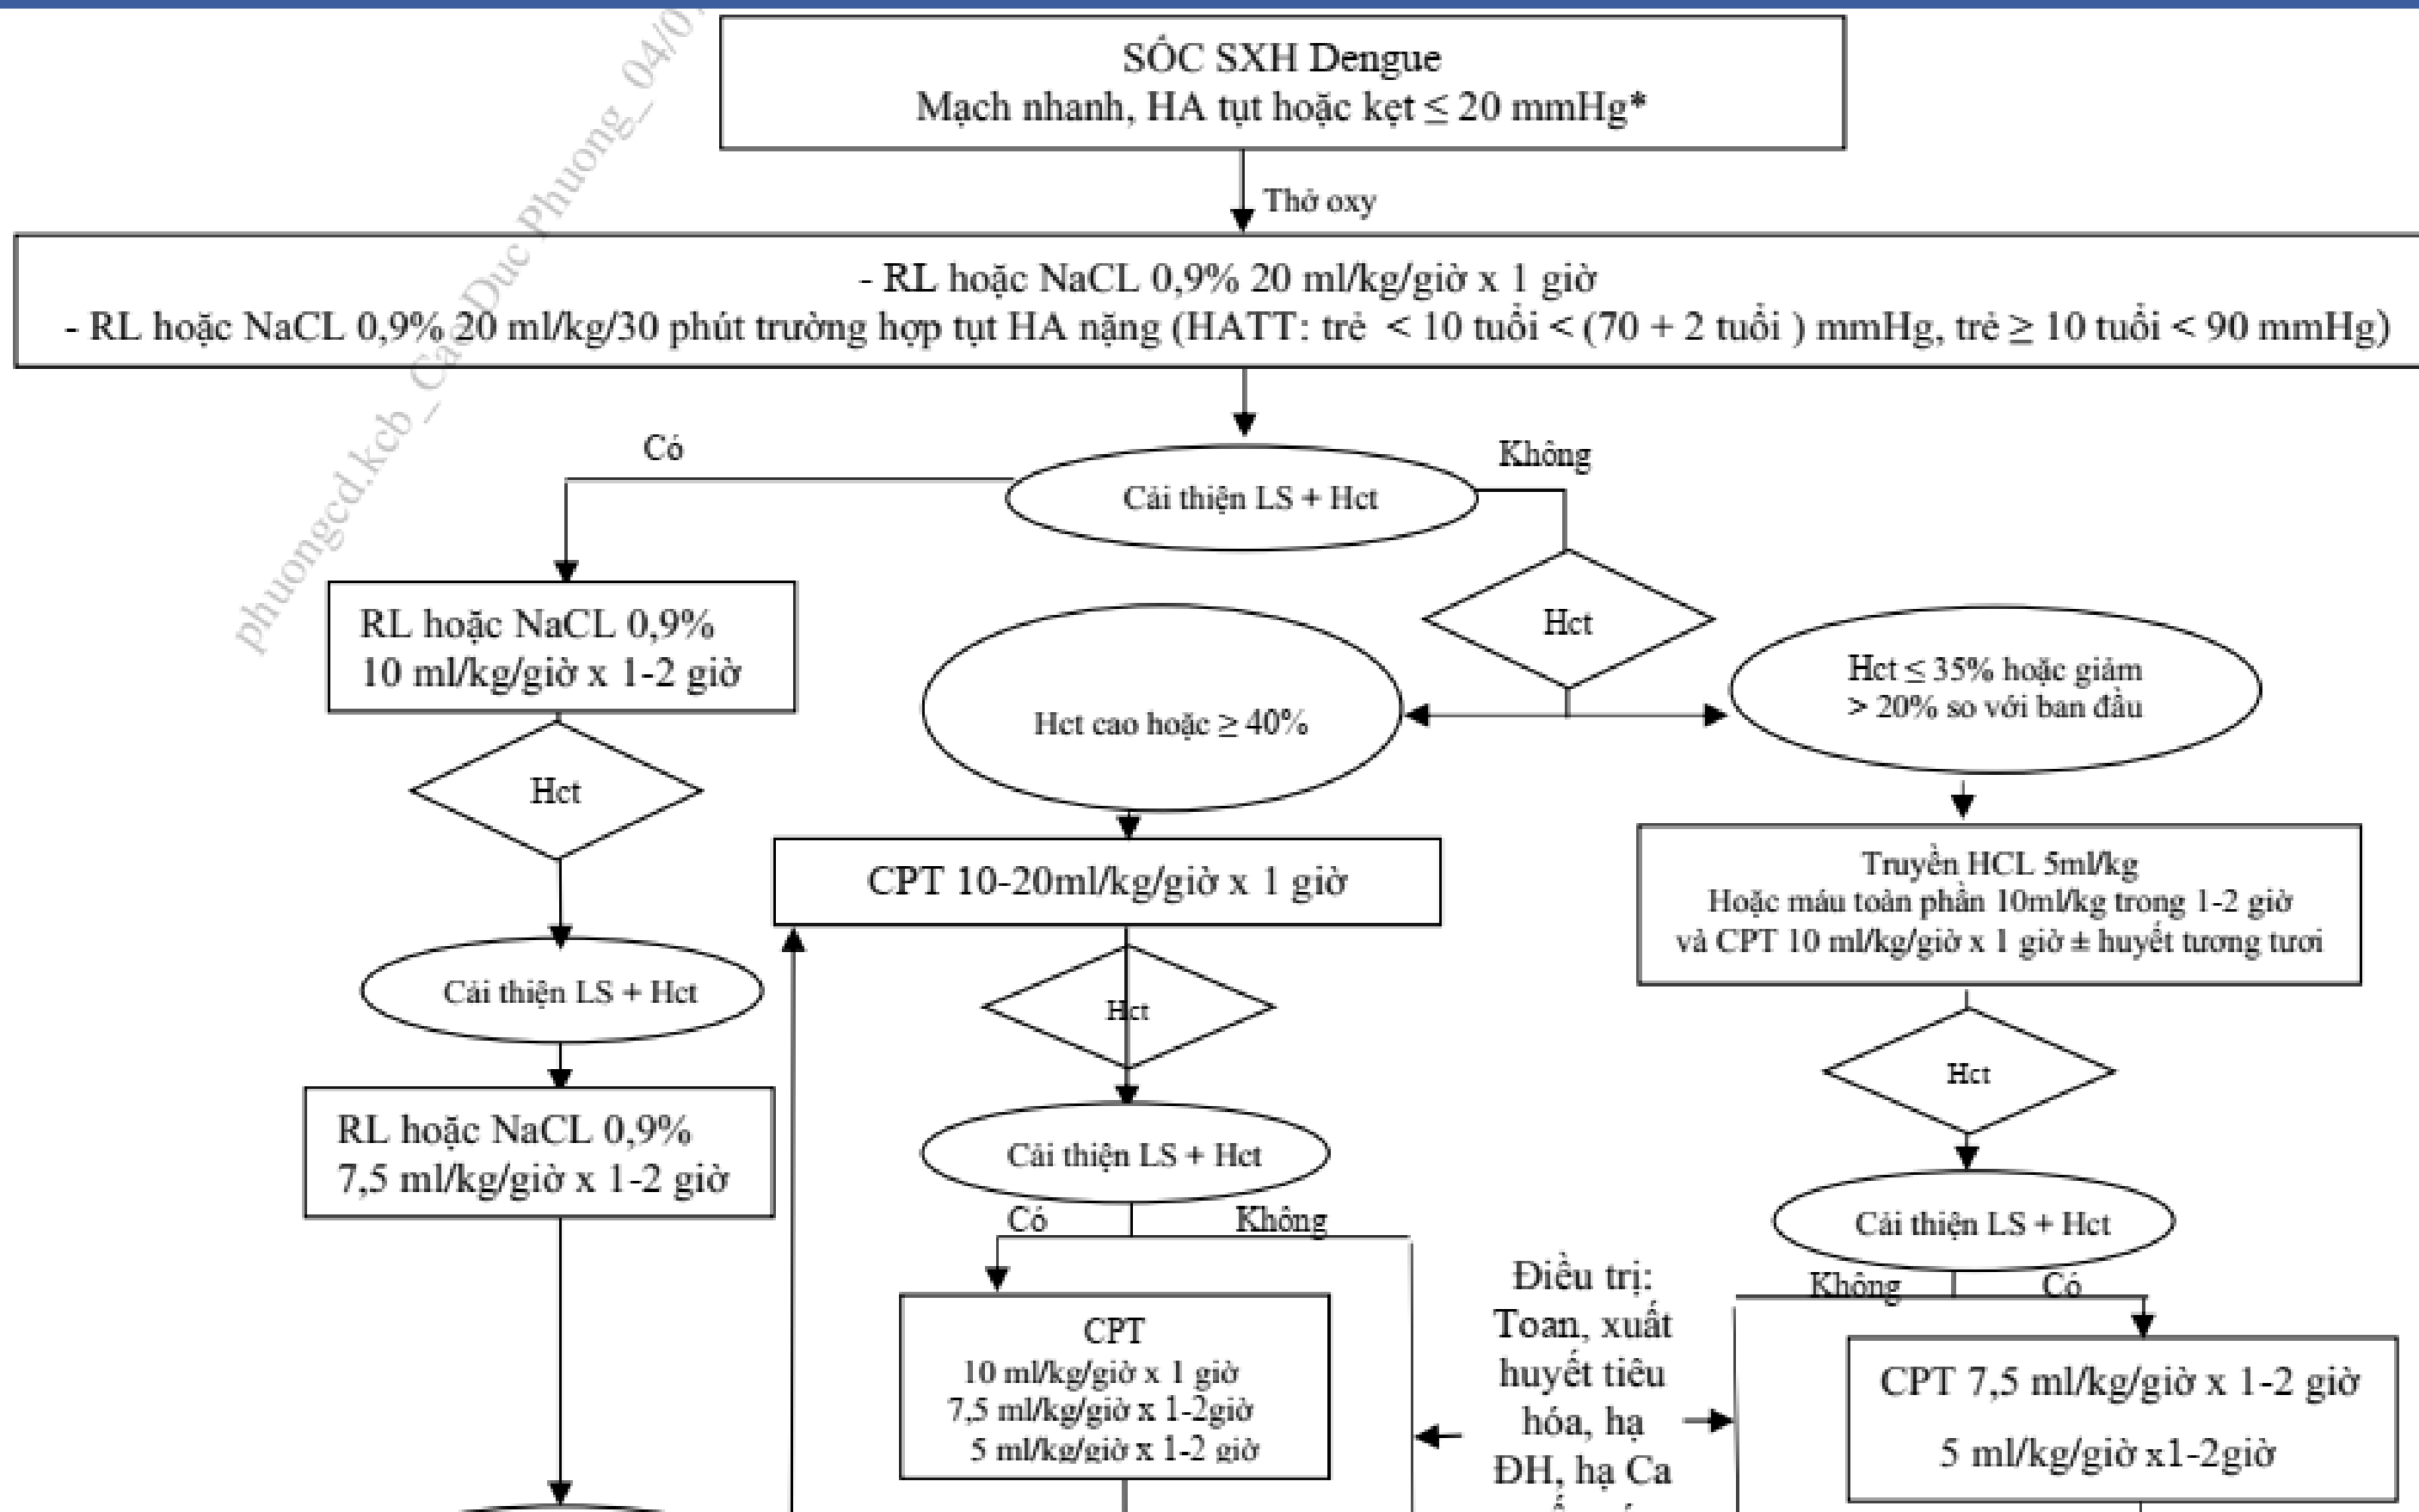 SỐC SXH Dengue
Mạch nhanh, HA tụt hoặc kẹt ≤ 20 mmHg*
Thở oxy
- RL hoặc NaCL 0,9% 20 ml/kg/giờ x 1 giờ
- RL hoặc NaCL 0,9% 20 ml/kg/30 phút trường hợp tụt HA nặng (HATT: trẻ < 10 tuổi < (70 + 2 tuổi ) mmHg, trẻ ≥ 10 tuổi < 90 mmHg)
Có
Không
Cải thiện LS + Hct
RL hoặc NaCL 0,9%
10 ml/kg/giờ x 1-2 giờ
Hct
Hct cao hoặc ≥ 40%
Hct ≤ 35% hoặc giảm
> 20% so với ban đầu
Hct
CPT 10-20ml/kg/giờ x 1 giờ
Truyền HCL 5ml/kg
Hoặc máu toàn phần 10ml/kg trong 1-2 giờ
và CPT 10 ml/kg/giờ x 1 giờ ± huyết tương tươi
Cải thiện LS + Hct
Hct
Hct
RL hoặc NaCL 0,9%
7,5 ml/kg/giờ x 1-2 giờ
Cải thiện LS + Hct
Có
Không
Cải thiện LS + Hct
Không
Có
CPT
10 ml/kg/giờ x 1 giờ
7,5 ml/kg/giờ x 1-2giờ
5 ml/kg/giờ x 1-2 giờ
Điều trị:
Toan, xuất
huyết tiêu
hóa, hạ
ĐH, hạ Ca
CPT 7,5 ml/kg/giờ x 1-2 giờ
5 ml/kg/giờ x1-2giờ
phuongcd.kcb_Cao Duc Phuong_04/0